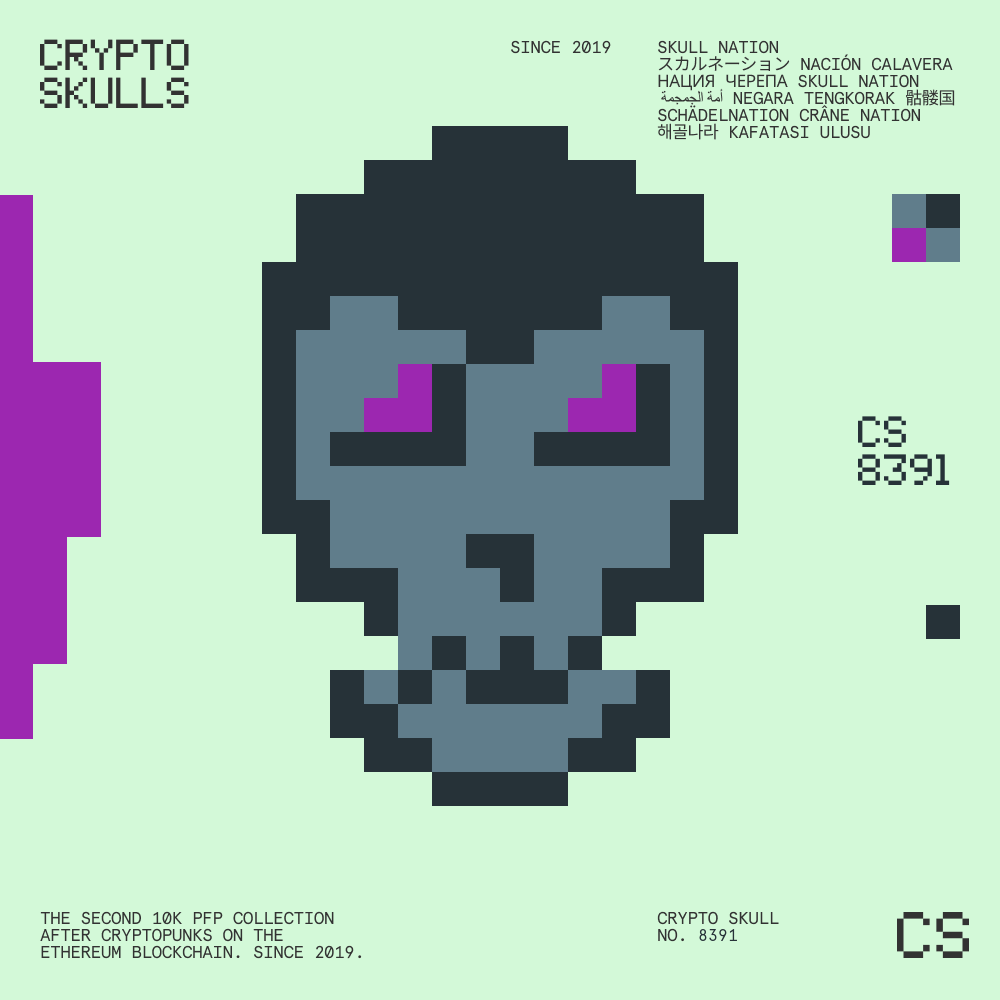 CRYPTO
SKULLS
SINCE 2019
SKULL NATION
スカルネーション NACIÓN CALAVERA
НАЦИЯ ЧЕРЕПА SKULL NATION
أمة الجمجمة NEGARA TENGKORAK 骷髅国
SCHÄDELNATION CRÂNE NATION
해골나라 KAFATASI ULUSU
CS
8391
THE SECOND 10K PFP COLLECTION
AFTER CRYPTOPUNKS ON THE
ETHEREUM BLOCKCHAIN. SINCE 2019.
CRYPTO SKULL
NO. 8391
CS